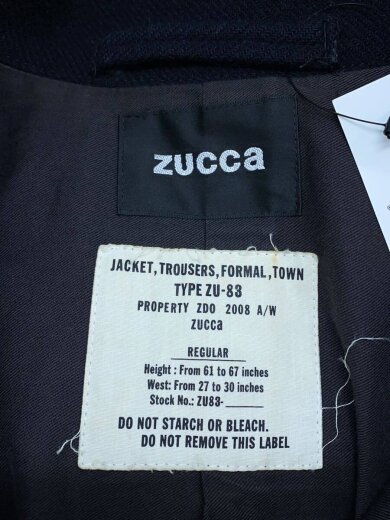 zucca
JACKET,TROUSERS,FORMAL,TOWN
TYPE ZU-83
PROPERTY ZDO 2008 A/W
zucca
REGULAR
Height : From 61 to 67 inches
West: From 27 to 30 inches
Stock No.: ZU83-
DO NOT STARCH OR BLEACH.
DO NOT REMOVE THIS LABEL